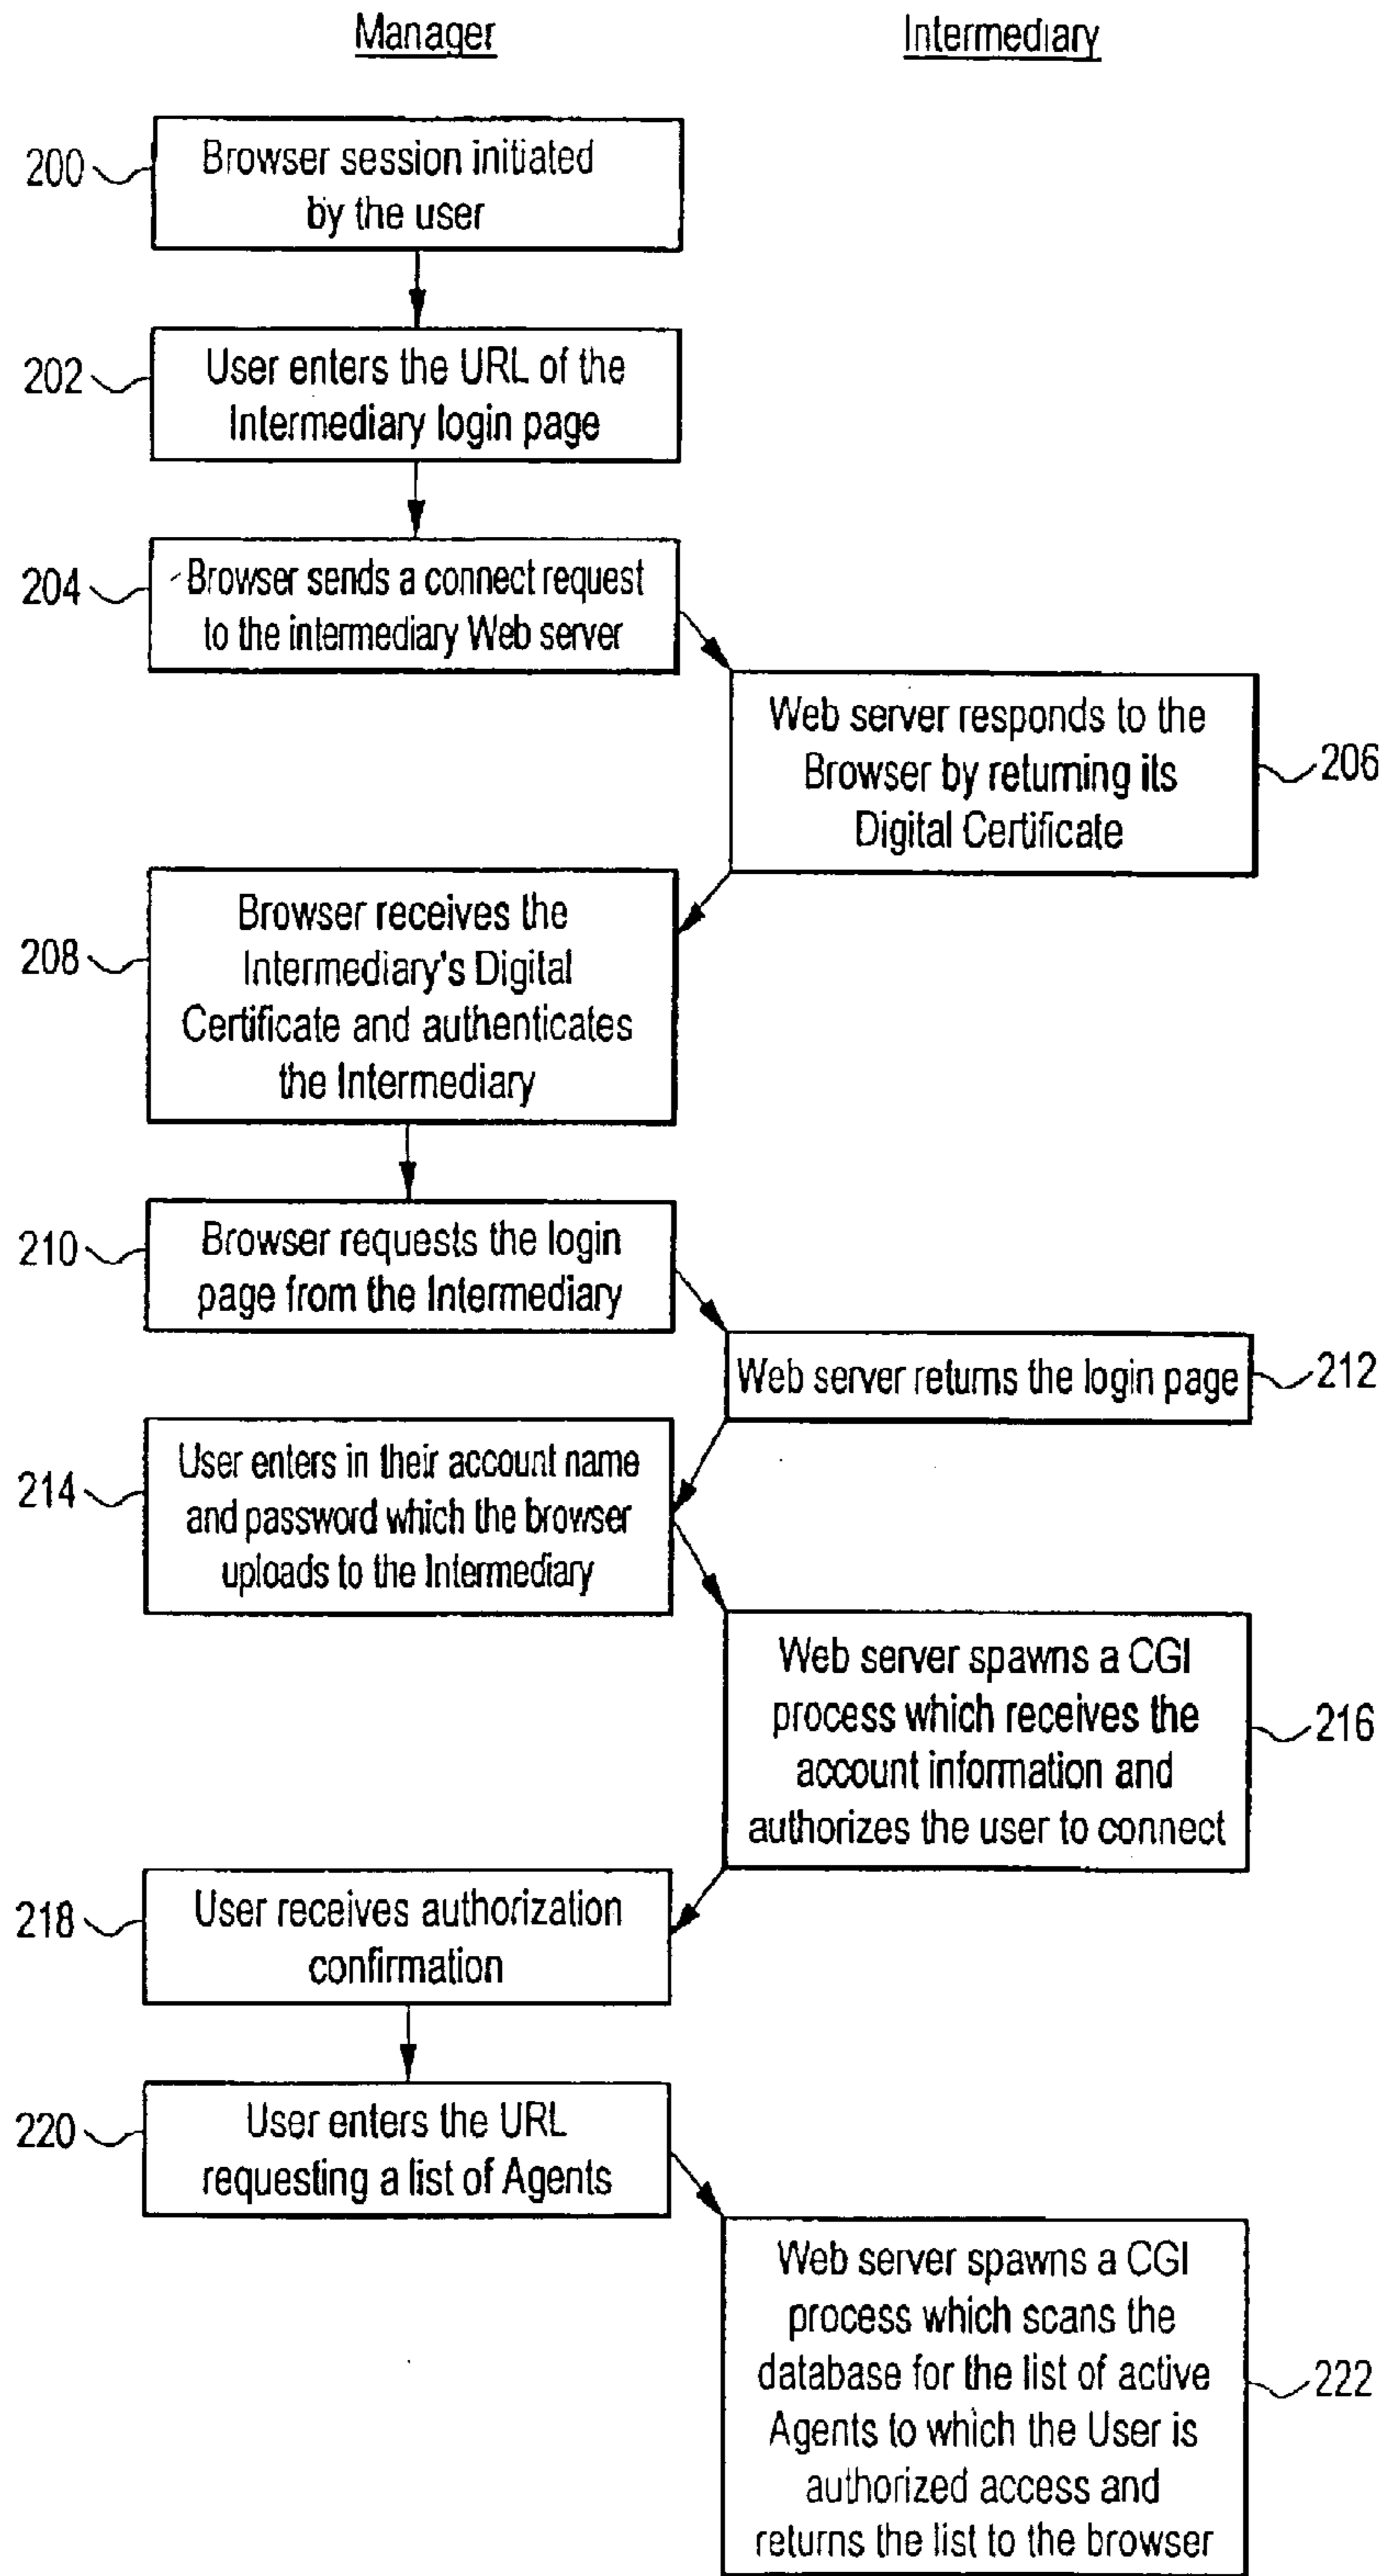 Manager
Intermediary
200
Browser session initiated
by the user
202
User enters the URL of the
Intermediary login page
204
Browser sends a connect request
to the intermediary Web server
Web server responds to the
Browser by returning its
Digital Certificate
206
208
Browser receives the
Intermediary's Digital
Certificate and authenticates
the Intermediary
210
Browser requests the login
page from the Intermediary
Web server returns the login page
212
214
User enters in their account name
and password which the browser
uploads to the Intermediary
Web server spawns a CGI
process which receives the
account information and
authorizes the user to connect
216
218
User receives authorization
confirmation
220
User enters the URL
requesting a list of Agents
Web server spawns a CGI
process which scans the
database for the list of active
Agents to which the User is
authorized access and
returns the list to the browser
222